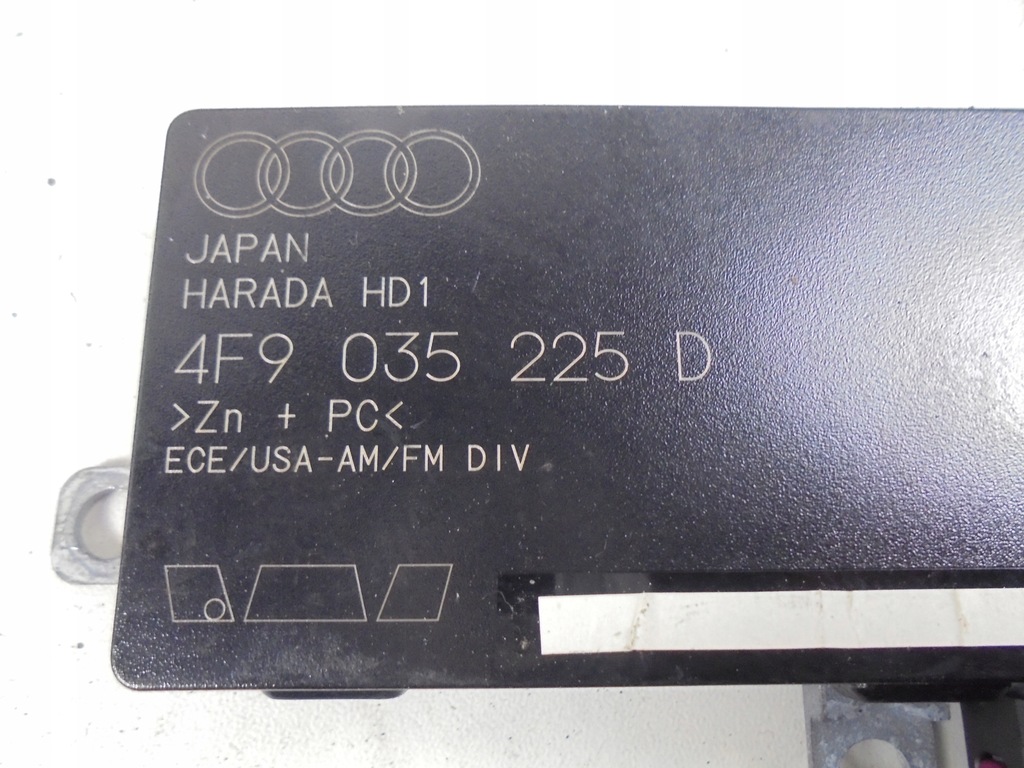 JAPAN
HARADA HD1
4F9 035 225 D
>Zn + PC<
ECE/USA-AM/FM DIV